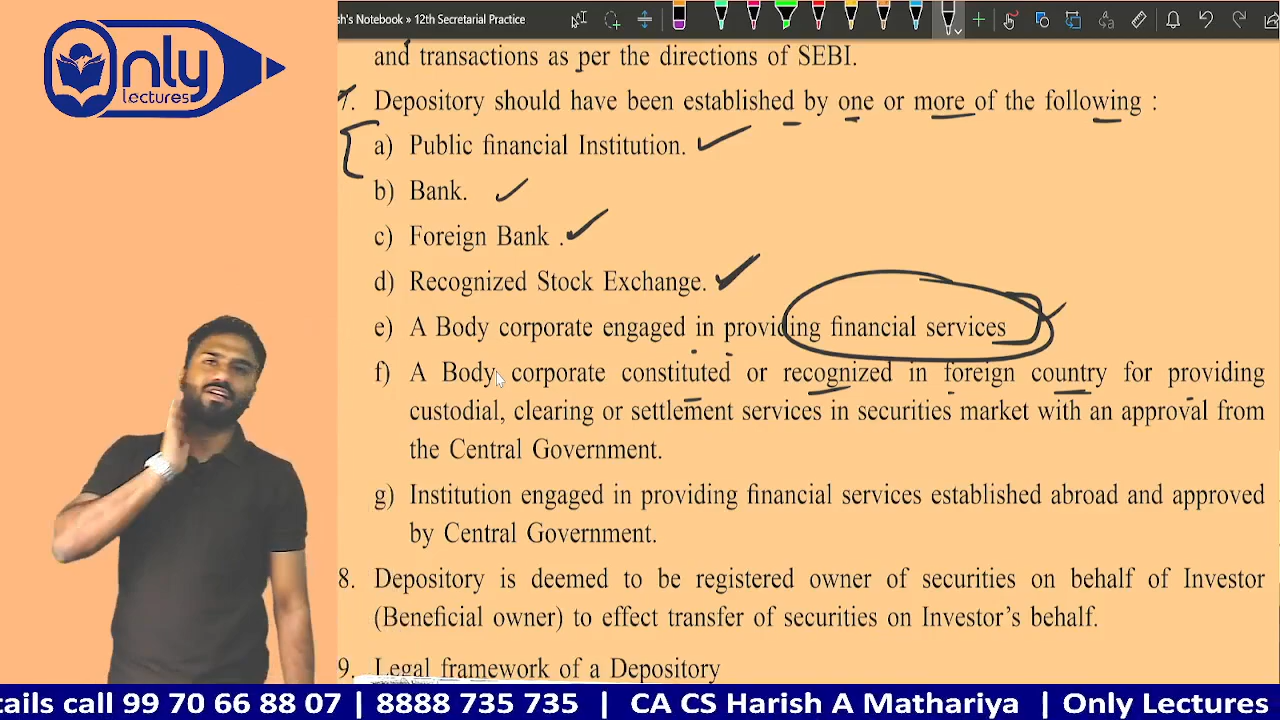 Only
lectures
sh's Notebook » 12th Secretarial Practice
and transactions as per the directions of SEBI.
7. Depository should have been established by one or more of the following :
a) Public financial Institution.
b) Bank.
c) Foreign Bank .
d) Recognized Stock Exchange.
e) A Body corporate engaged in providing financial services
f) A Body corporate constituted or recognized in foreign country for providing
custodial, clearing or settlement services in securities market with an approval from
the Central Government.
g) Institution engaged in providing financial services established abroad and approved
by Central Government.
8. Depository is deemed to be registered owner of securities on behalf of Investor
(Beneficial owner) to effect transfer of securities on Investor's behalf.
9. Legal framework of a Depository
tails call 99 70 66 88 07 | 8888 735 735 | CA CS Harish A Mathariya | Only Lectures